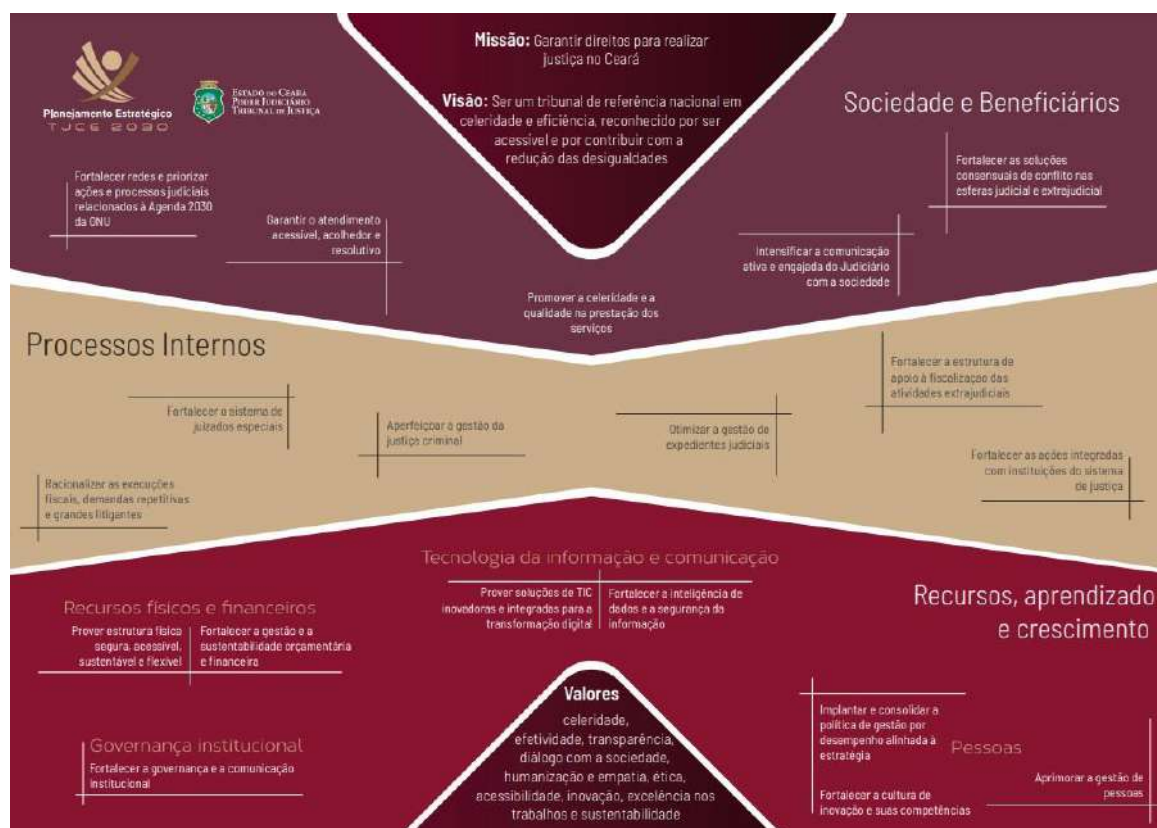 Missão: Garantir direitos para realizar
justiça no Ceará
Visão: Ser um tribunal de referência nacional em
celeridade e eficiência, reconhecido por ser
acessível e por contribuir com a
redução das desigualdades
Planejamento Estratégico
TJCE 2030
ESTADO DO CEARÁ
PODER JUDICIÁRIO
TRIBUNAL DE JUSTIÇA
Sociedade e Beneficiários
Fortalecer redes e priorizar
ações e processos judiciais
relacionados à Agenda 2030
da ONU
Garantir o atendimento
acessível, acolhedor e
resolutivo
Promover a celeridade e a
qualidade na prestação dos
serviços
Intensificar a comunicação
ativa e engajada do Judiciário
com a sociedade
Fortalecer as soluções
consensuais de conflito nas
esferas judicial e extrajudicial
Processos Internos
Racionalizar as execuções
fiscais, demandas repetitivas
e grandes litigantes
Fortalecer o sistema de
juizados especiais
Aperfeiçoar a gestão da
justiça criminal
Otimizar a gestão de
expedientes judiciais
Fortalecer a estrutura de
apoio à fiscalização das
atividades extrajudiciais
Fortalecer as ações integradas
com instituições do sistema
de justiça
Recursos, aprendizado
e crescimento
Tecnologia da informação e comunicação
Prover soluções de TIC
inovadoras e integradas para a
transformação digital
Fortalecer a inteligência de
dados e a segurança da
informação
Recursos físicos e financeiros
Prover estrutura física
segura, acessível,
sustentável e flexível
Fortalecer a gestão e a
sustentabilidade orçamentária
e financeira
Governança institucional
Fortalecer a governança e a comunicação
institucional
Valores
celeridade,
efetividade, transparência,
diálogo com a sociedade,
humanização e empatia, ética,
acessibilidade, inovação, excelência nos
trabalhos e sustentabilidade
Pessoas
Implantar e consolidar a
política de gestão por
desempenho alinhada à
estratégia
Fortalecer a cultura de
inovação e suas competências
Aprimorar a gestão de
pessoas